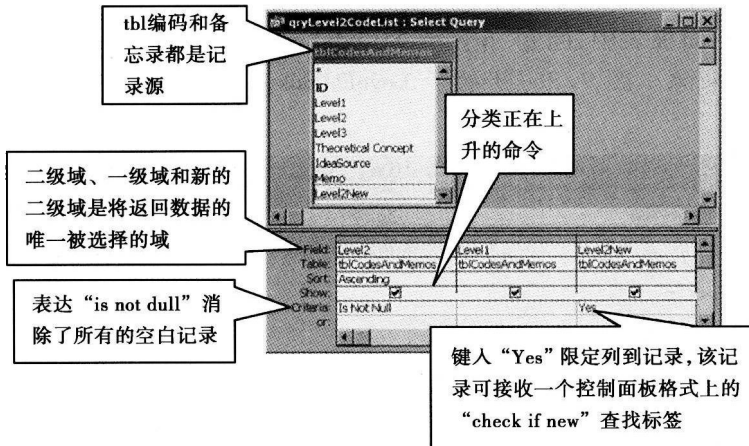 tbl编码和备
忘录都是记
录源
qryLevel2CodeList : Select Query
tblCodesAndMemos
*
ID
Level1
Level2
Level3
Theoretical Concept
IdeaSource
Memo
Level2New
分类正在上
升的命令
二级域、一级域和新的
二级域是将返回数据的
唯一被选择的域
Field: Level2 Level1 Level2New
Table: tblCodesAndMemos tblCodesAndMemos tblCodesAndMemos
Sort: Ascending
Show:
Criteria: Is Not Null Yes
or:
表达“is not dull”消
除了所有的空白记录
键入“Yes”限定列到记录，该记
录可接收一个控制面板格式上的
“check if new”查找标签